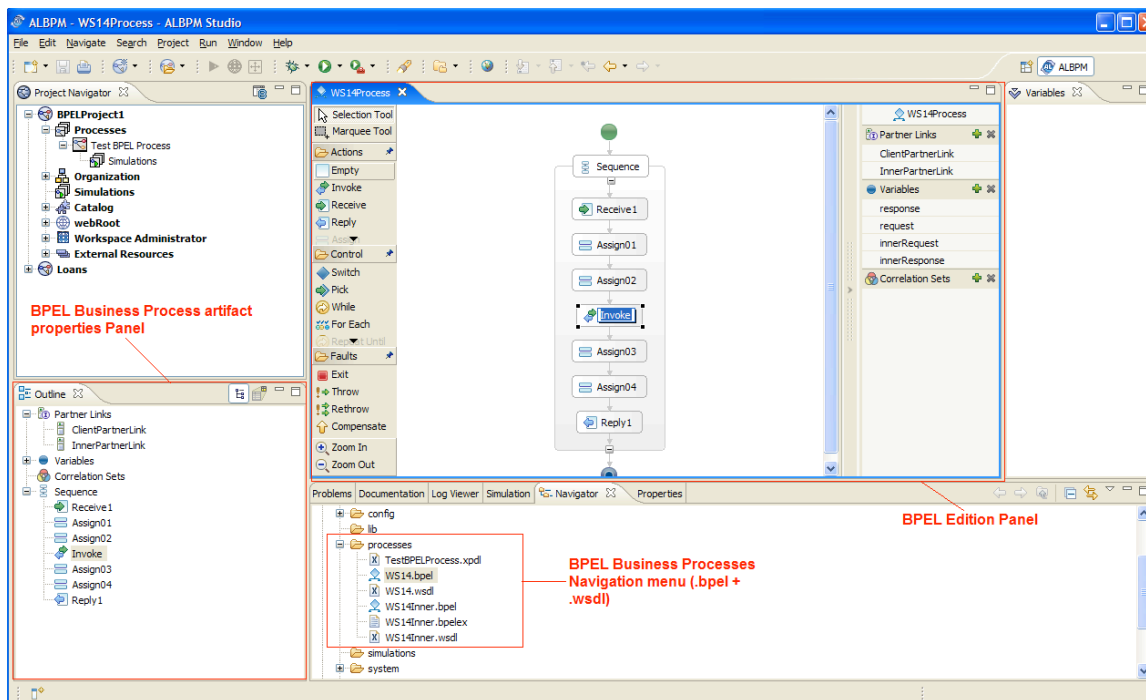 ALBPM - WS14Process - ALBPM Studio
File Edit Navigate Search Project Run Window Help
ALBPM
Project Navigator
BPELProject1
Processes
Test BPEL Process
Simulations
Organization
Simulations
Catalog
webRoot
Workspace Administrator
External Resources
Loans
BPEL Business Process artifact
properties Panel
Outline
Partner Links
ClientPartnerLink
InnerPartnerLink
Variables
Correlation Sets
Sequence
Receive1
Assign01
Assign02
Invoke
Assign03
Assign04
Reply1
WS14Process
Selection Tool
Marquee Tool
Actions
Empty
Invoke
Receive
Reply
Assign
Control
Switch
Pick
While
For Each
Repeat Until
Faults
Exit
Throw
Rethrow
Compensate
Zoom In
Zoom Out
Sequence
Receive1
Assign01
Assign02
Invoke
Assign03
Assign04
Reply1
WS14Process
Partner Links
ClientPartnerLink
InnerPartnerLink
Variables
response
request
innerRequest
innerResponse
Correlation Sets
Variables
Problems Documentation Log Viewer Simulation Navigator Properties
config
lib
processes
TestBPELProcess.xpdl
WS14.bpel
WS14.wsdl
WS14Inner.bpel
WS14Inner.bpelex
WS14Inner.wsdl
simulations
system
BPEL Business Processes
Navigation menu (.bpel +
.wsdl)
BPEL Edition Panel